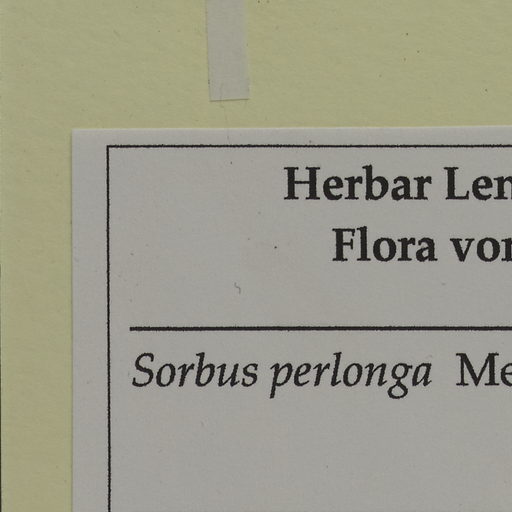 Herbar Len
Flora vor
Sorbus perlonga Me